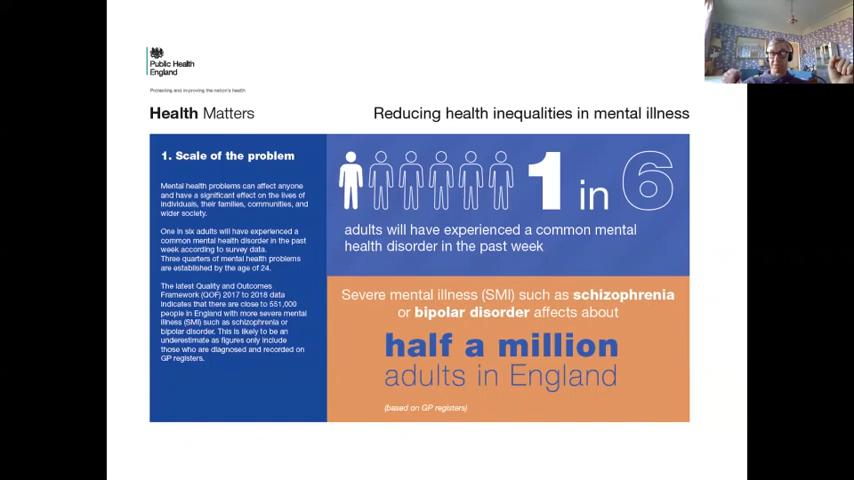 Public Health
England
Protecting and improving the nation's health
Health Matters
Reducing health inequalities in mental illness
1. Scale of the problem
Mental health problems can affect anyone
and have a significant effect on the lives of
individuals, their families, communities, and
wider society.
One in six adults will have experienced a
common mental health disorder in the past
week according to survey data.
Three quarters of mental health problems
are established by the age of 24.
The latest Quality and Outcomes
Framework (QOF) 2017 to 2018 data
indicates that there are close to 551,000
people in England with more severe mental
illness (SMI) such as schizophrenia or
bipolar disorder. This is likely to be an
underestimate as figures only include
those who are diagnosed and recorded on
GP registers.
1 in 6
adults will have experienced a common mental
health disorder in the past week
Severe mental illness (SMI) such as schizophrenia
or bipolar disorder affects about
half a million
adults in England
(based on GP registers)